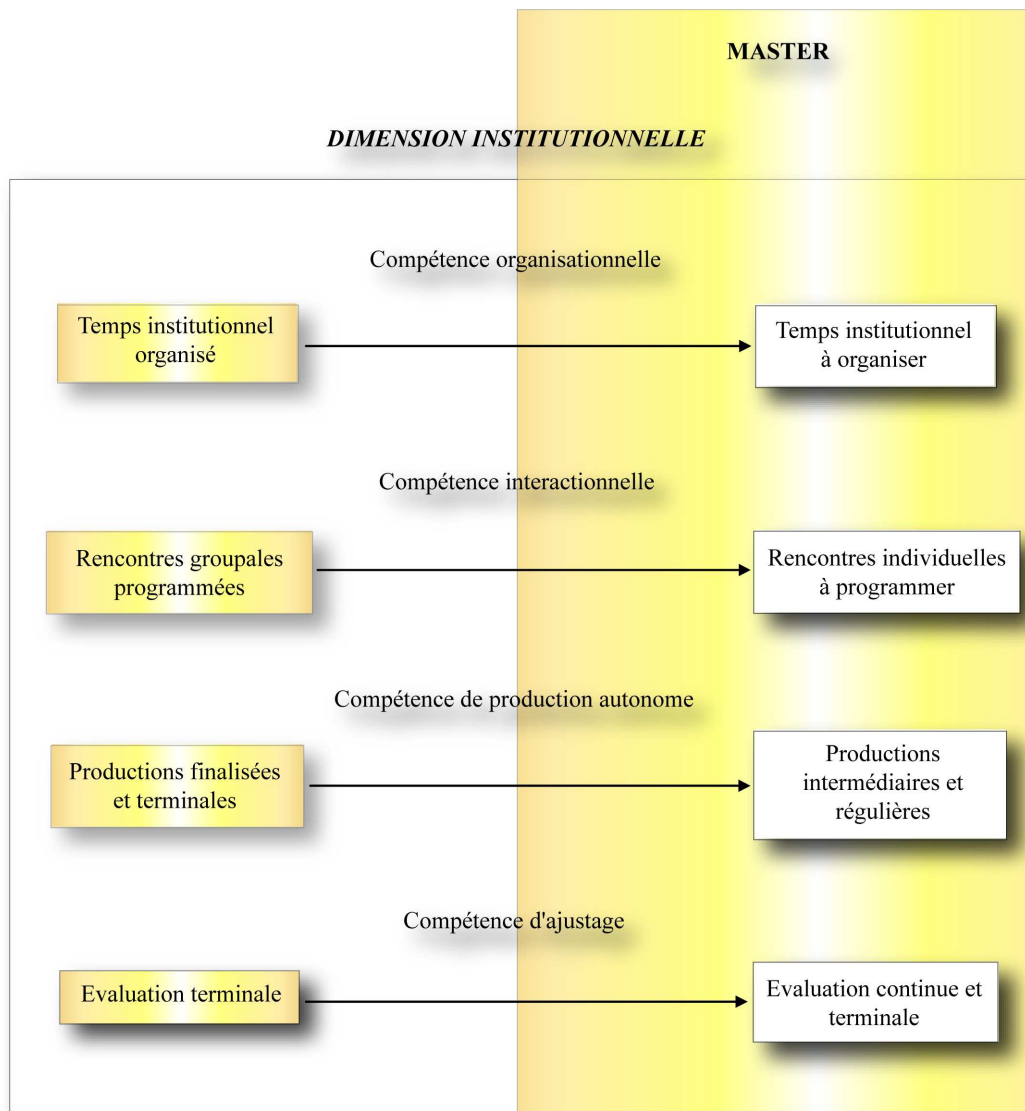 MASTER
DIMENSION INSTITUTIONNELLE
Compétence organisationnelle
Temps institutionnel
organisé
Temps institutionnel
à organiser
Compétence interactionnelle
Rencontres groupales
programmées
Rencontres individuelles
à programmer
Compétence de production autonome
Productions finalisées
et terminales
Productions
intermédiaires et
régulières
Compétence d'ajustage
Evaluation terminale
Evaluation continue et
terminale